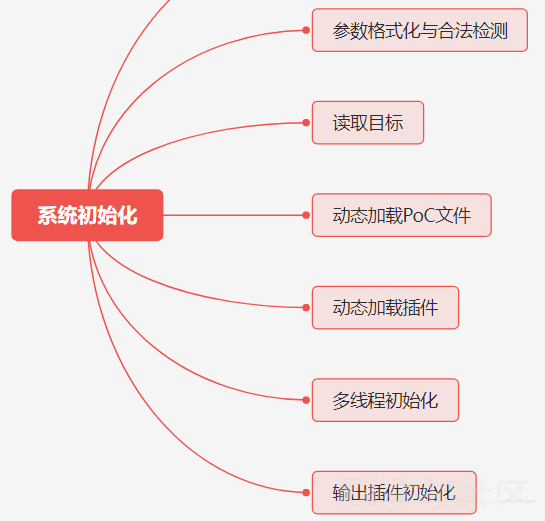 参数格式化与合法检测
读取目标
系统初始化
动态加载PoC文件
动态加载插件
多线程初始化
输出插件初始化